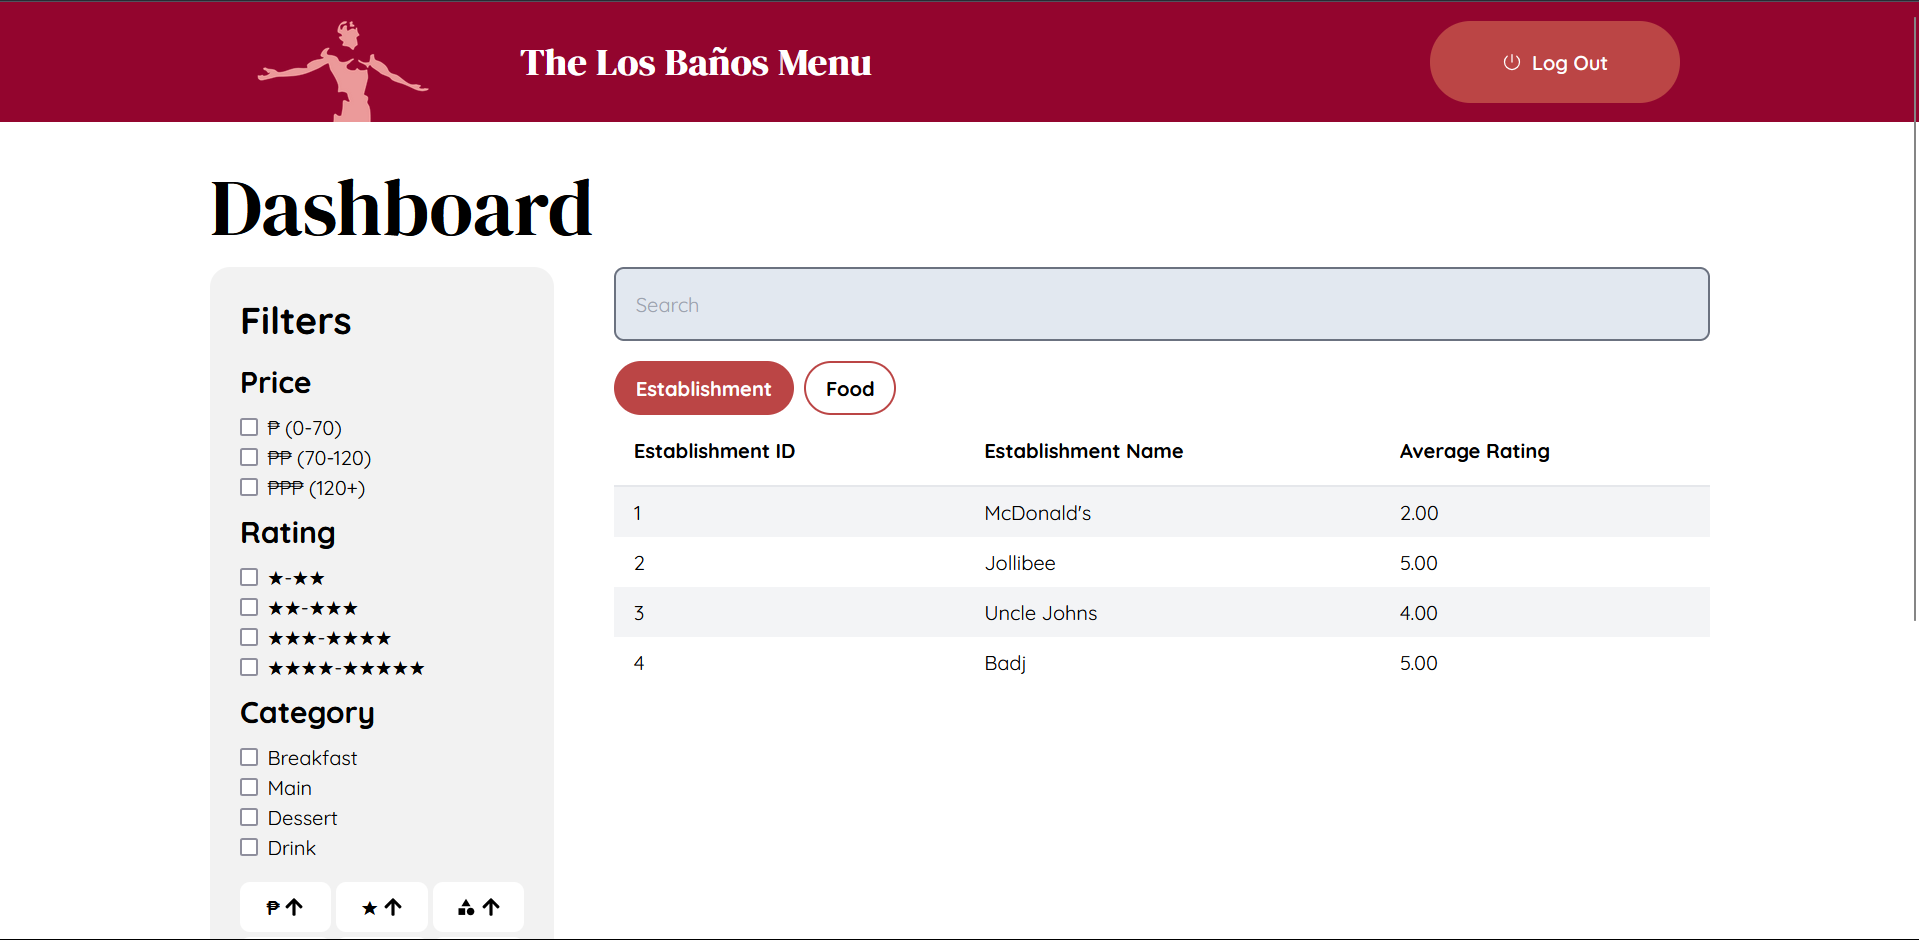 The Los Baños Menu
Log Out
Dashboard
Filters
Price
₱ (0-70)
₱₱ (70-120)
₱₱₱ (120+)
Rating
★-★★
★★-★★★
★★★-★★★★
★★★★-★★★★★
Category
Breakfast
Main
Dessert
Drink
₱ ↑ ★ ↑ ↑
Search
Establishment Food
Establishment ID Establishment Name Average Rating
1 McDonald's 2.00
2 Jollibee 5.00
3 Uncle Johns 4.00
4 Badj 5.00